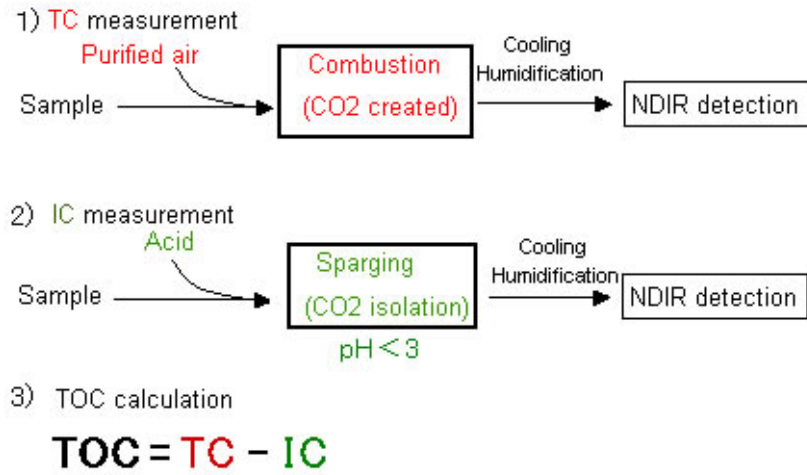 1) TC measurement
Purified air
Sample
Combustion
(CO2 created)
Cooling
Humidification
NDIR detection
2) IC measurement
Acid
Sample
Sparging
(CO2 isolation)
pH < 3
Cooling
Humidification
NDIR detection
3) TOC calculation
TOC = TC - IC